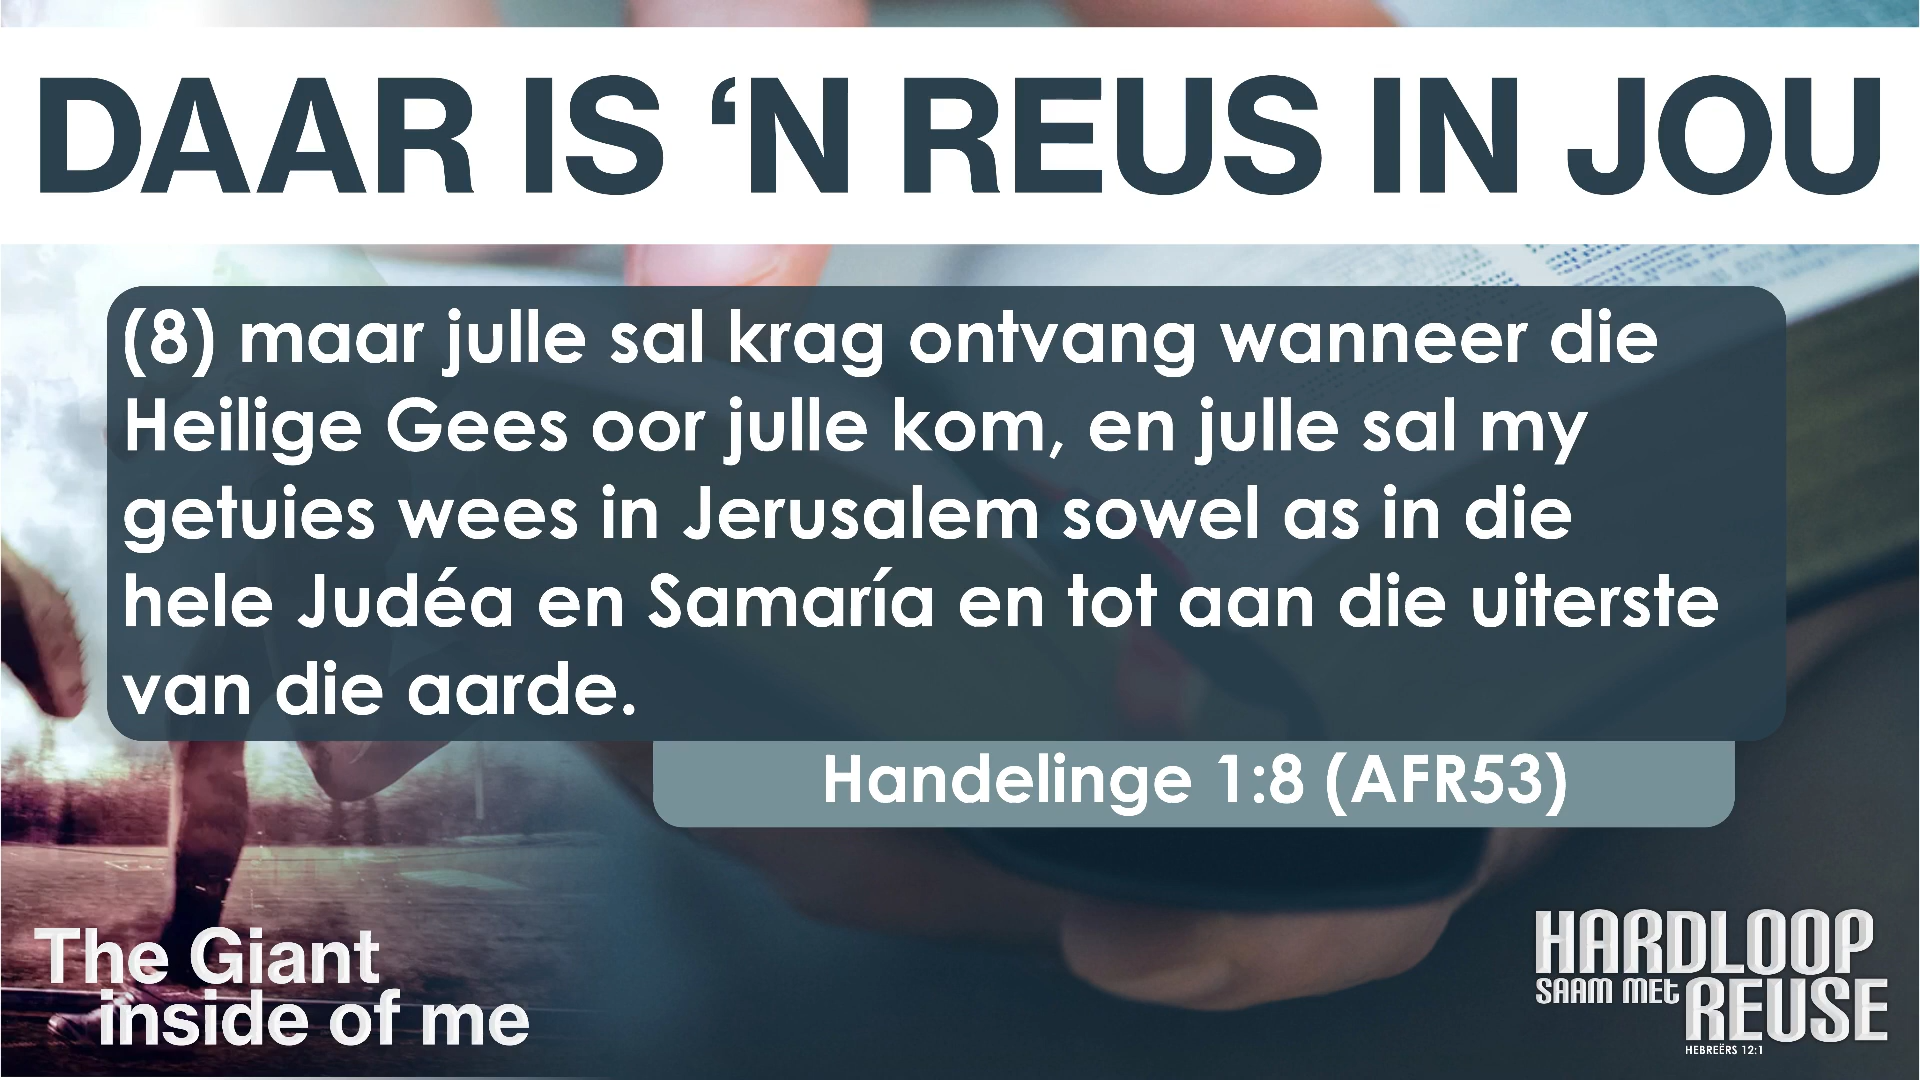 DAAR IS ‘N REUS IN JOU
(8) maar julle sal krag ontvang wanneer die
Heilige Gees oor julle kom, en julle sal my
getuies wees in Jerusalem sowel as in die
hele Judéa en Samaría en tot aan die uiterste
van die aarde.
Handelinge 1:8 (AFR53)
The Giant
inside of me
HARDLOOP
SAAM MET
REUSE
HEBREËRS 12:1